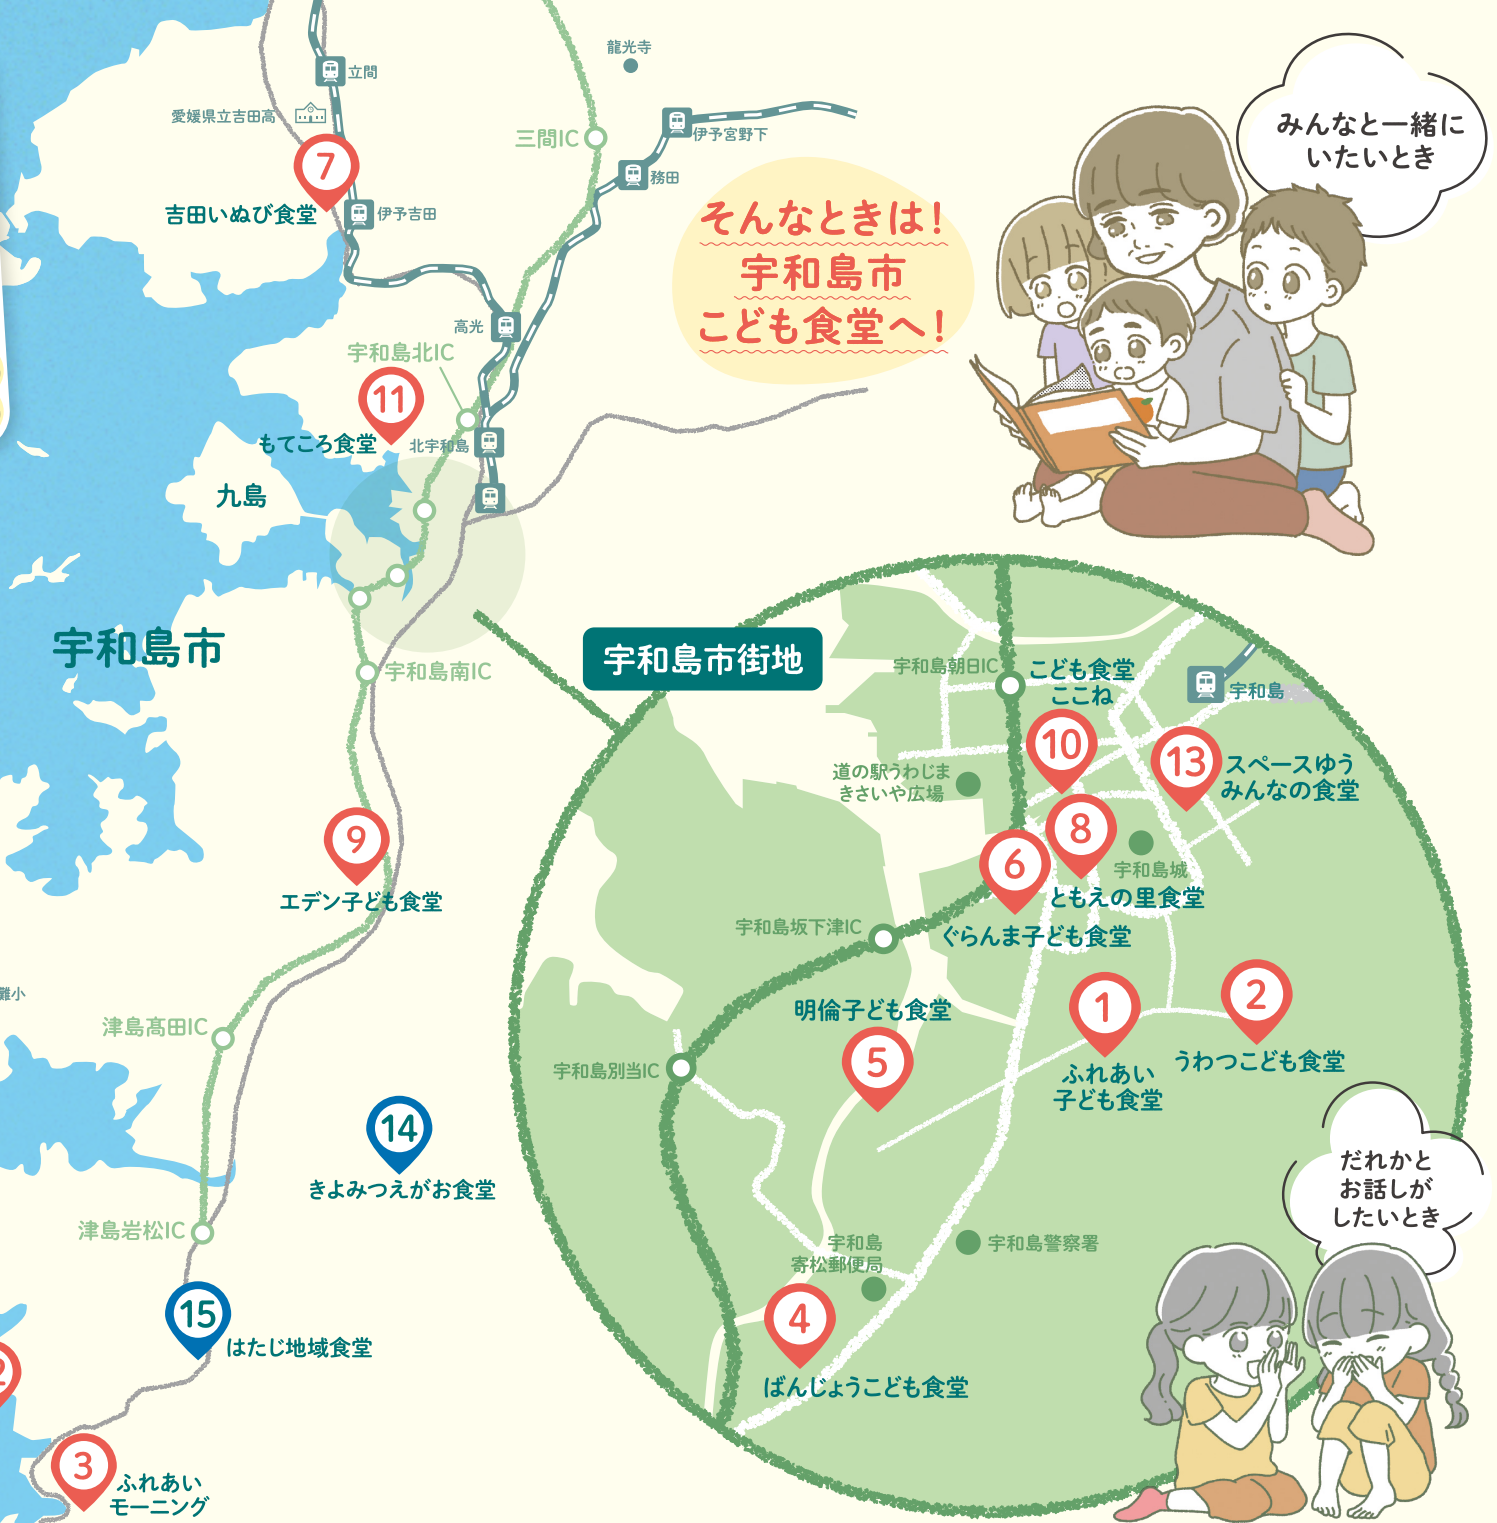 龍光寺
立間
愛媛県立吉田高
7
吉田いぬび食堂
伊予吉田
三間IC
伊予宮野下
務田
みんなと一緒に
いたいとき
そんなときは！
宇和島市
こども食堂へ！
高光
宇和島北IC
11
もてころ食堂
北宇和島
九島
宇和島市
宇和島南IC
宇和島市街地
宇和島朝日IC
こども食堂
ここね
10
宇和島
13
スペースゆう
みんなの食堂
道の駅うわじま
きさいや広場
8
宇和島城
ともえの里食堂
6
ぐらんま子ども食堂
9
エデン子ども食堂
宇和島坂下津IC
難小
津島髙田IC
明倫子ども食堂
5
1
ふれあい
子ども食堂
2
うわつこども食堂
宇和島別当IC
14
きよみつえがお食堂
だれかと
お話しが
したいとき
津島岩松IC
宇和島
寄松郵便局
宇和島警察署
4
ばんじょうこども食堂
15
はたじ地域食堂
2
3
ふれあい
モーニング